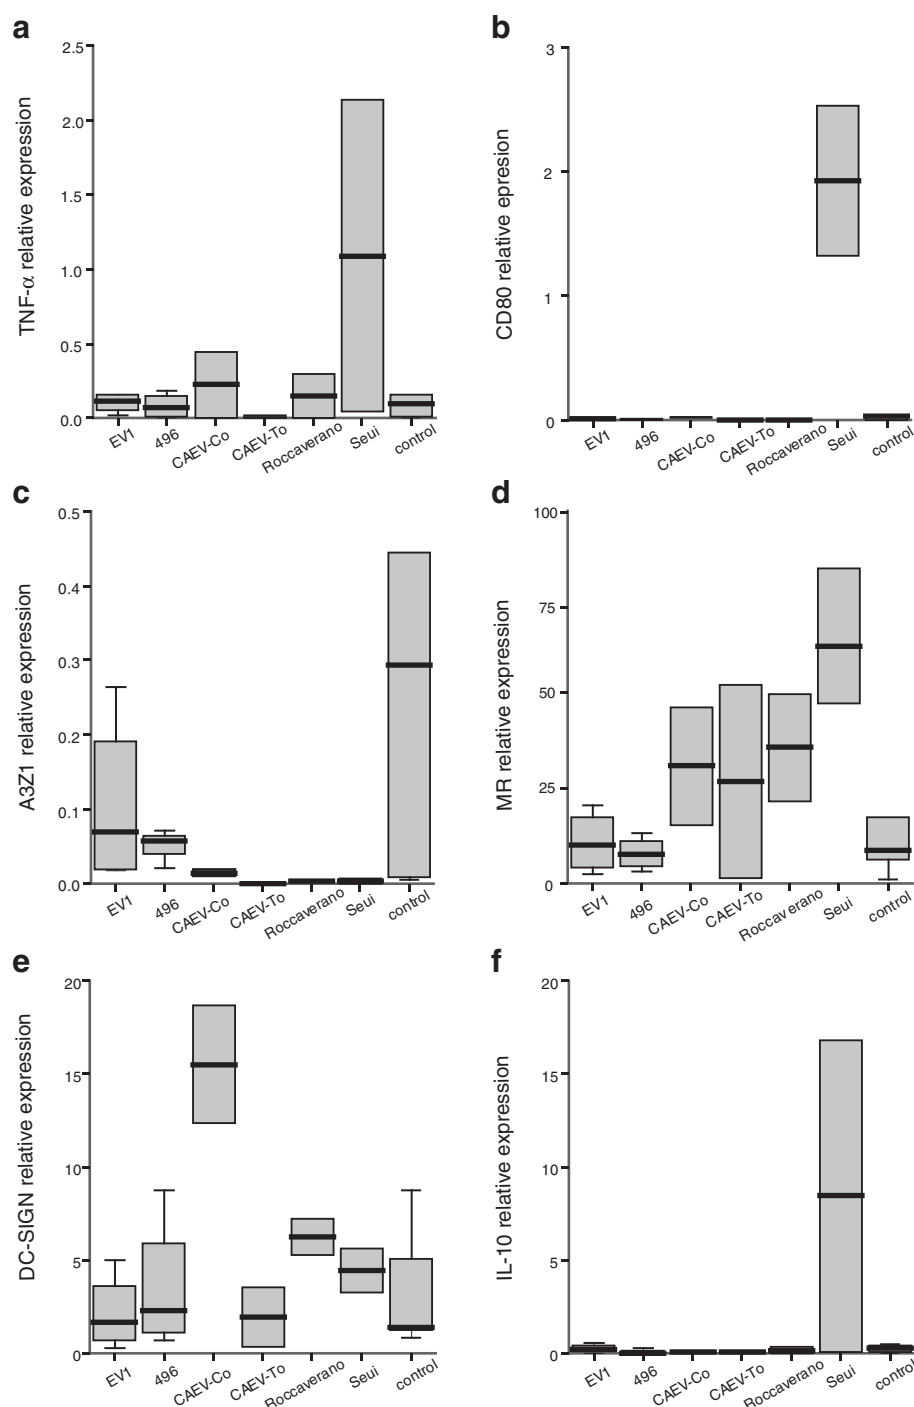 a
TNF-α relative expression
2.5
2.0
1.5
1.0
0.5
0.0
EV1
496
CAEV-Co
CAEV-To
Roccaverano
Seui
control
b
CD80 relative epresion
3
2
1
0
EV1
496
CAEV-Co
CAEV-To
Roccaverano
Seui
control
c
A3Z1 relative expression
0.5
0.4
0.3
0.2
0.1
0.0
EV1
496
CAEV-Co
CAEV-To
Roccaverano
Seui
control
d
MR relative expression
100
75
50
25
0
EV1
496
CAEV-Co
CAEV-To
Roccaverano
Seui
control
e
DC-SIGN relative expression
20
15
10
5
0
EV1
496
CAEV-Co
CAEV-To
Roccaverano
Seui
control
f
IL-10 relative expression
20
15
10
5
0
EV1
496
CAEV-Co
CAEV-To
Roccaverano
Seui
control